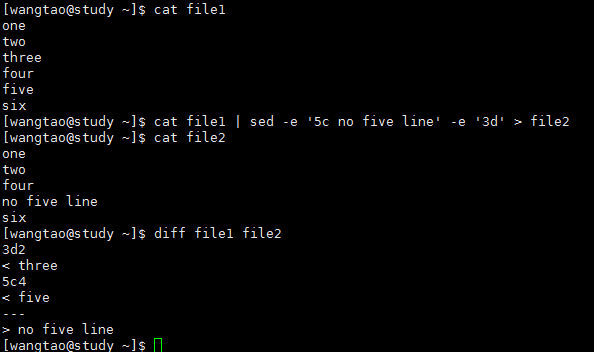 [wangtao@study ~]$ cat file1
one
two
three
four
five
six
[wangtao@study ~]$ cat file1 | sed -e '5c no five line' -e '3d' > file2
[wangtao@study ~]$ cat file2
one
two
four
no five line
six
[wangtao@study ~]$ diff file1 file2
3d2
< three
5c4
< five
---
> no five line
[wangtao@study ~]$